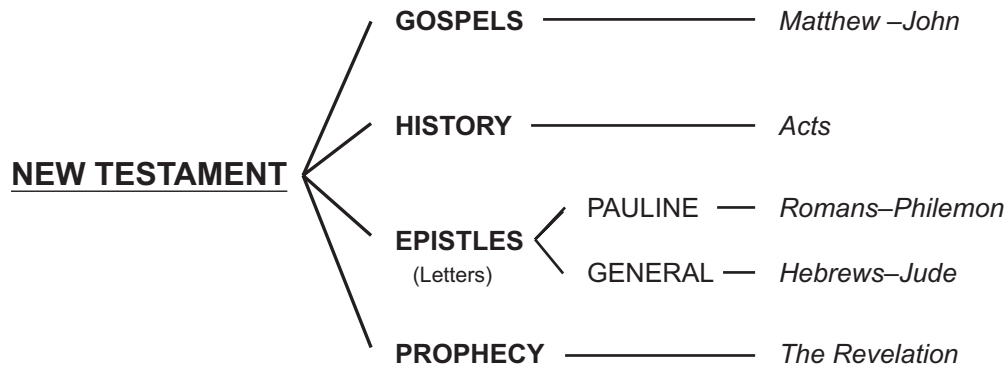 GOSPELS Matthew –John
HISTORY Acts
NEW TESTAMENT
PAULINE Romans–Philemon
EPISTLES
(Letters)
GENERAL Hebrews–Jude
PROPHECY The Revelation